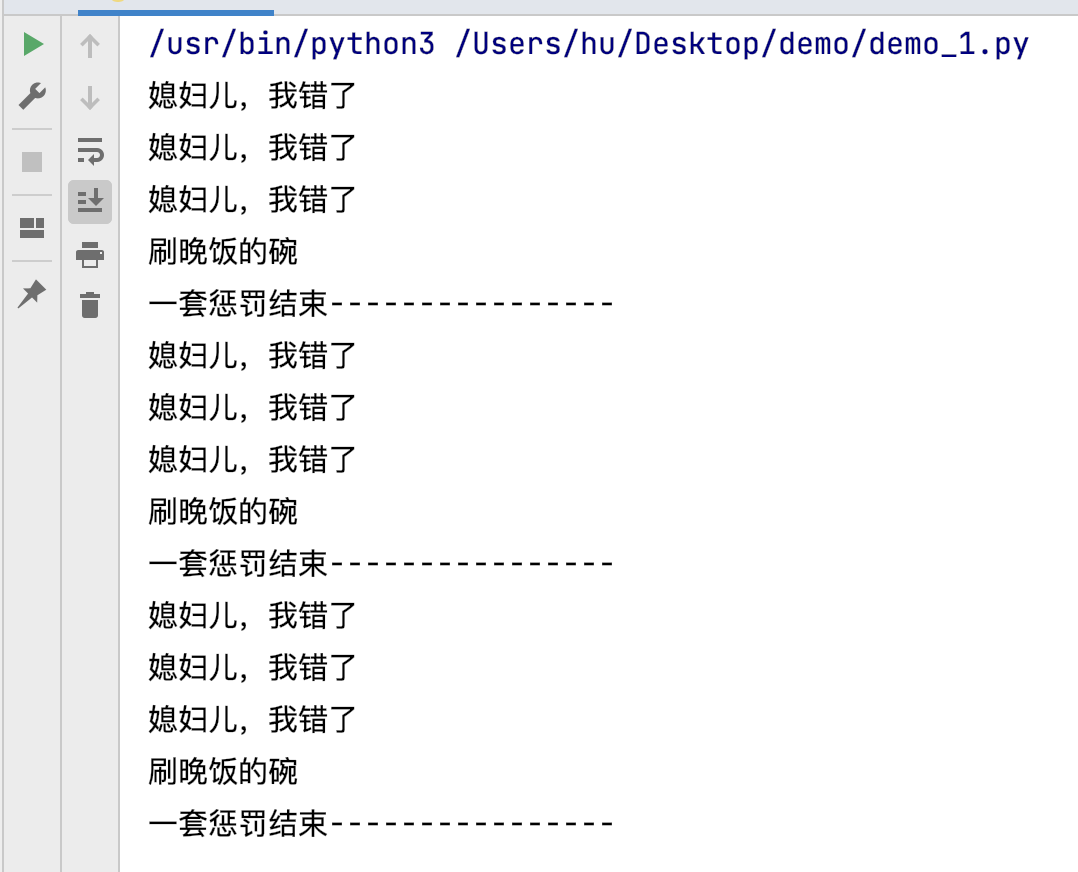 /usr/bin/python3 /Users/hu/Desktop/demo/demo_1.py
媳妇儿，我错了
媳妇儿，我错了
媳妇儿，我错了
刷晚饭的碗
一套惩罚结束----------------
媳妇儿，我错了
媳妇儿，我错了
媳妇儿，我错了
刷晚饭的碗
一套惩罚结束----------------
媳妇儿，我错了
媳妇儿，我错了
媳妇儿，我错了
刷晚饭的碗
一套惩罚结束----------------